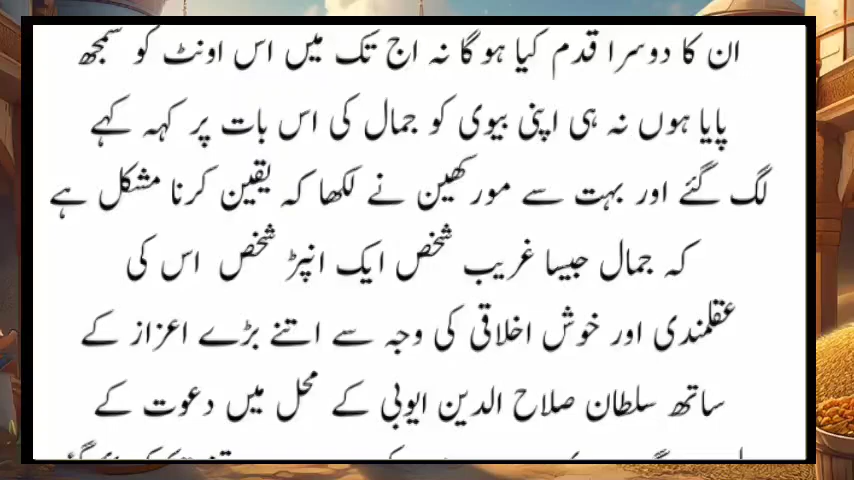 ان کا دوسرا قدم کیا ہوگا نہ اج تک میں اس اونٹ کو سمجھ
پایا ہوں نہ ہی اپنی بیوی کو جمال کی اس بات پر کہہ کہے
لگ گئے اور بہت سے مورکھین نے لکھا کہ یقین کرنا مشکل ہے
کہ جمال جیسا غریب شخص ایک انپڑ شخص اس کی
عقلمندی اور خوش اخلاقی کی وجہ سے اتنے بڑے اعزاز کے
ساتھ سلطان صلاح الدین ایوبی کے محل میں دعوت کے